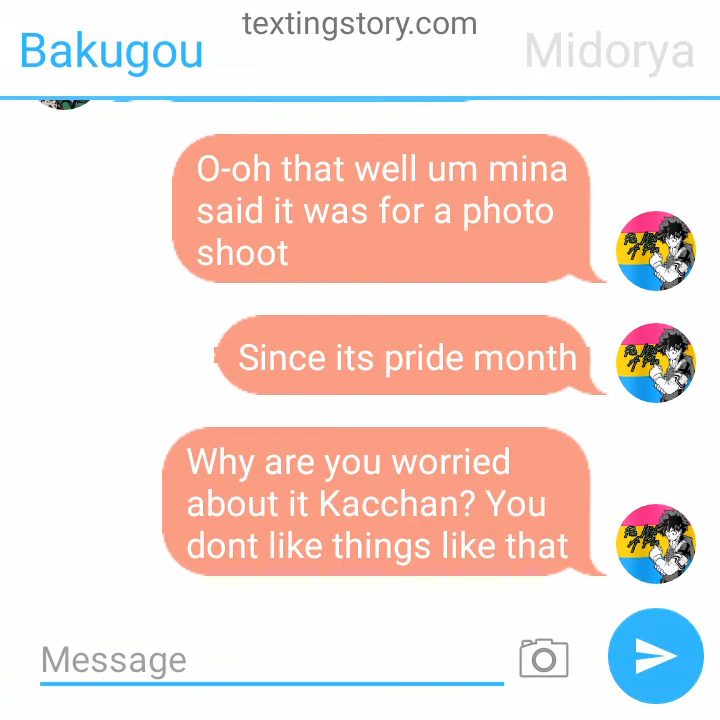 textingstory.com
Bakugou
Midorya
O-oh that well um mina
said it was for a photo
shoot
Since its pride month
Why are you worried
about it Kacchan? You
dont like things like that
Message